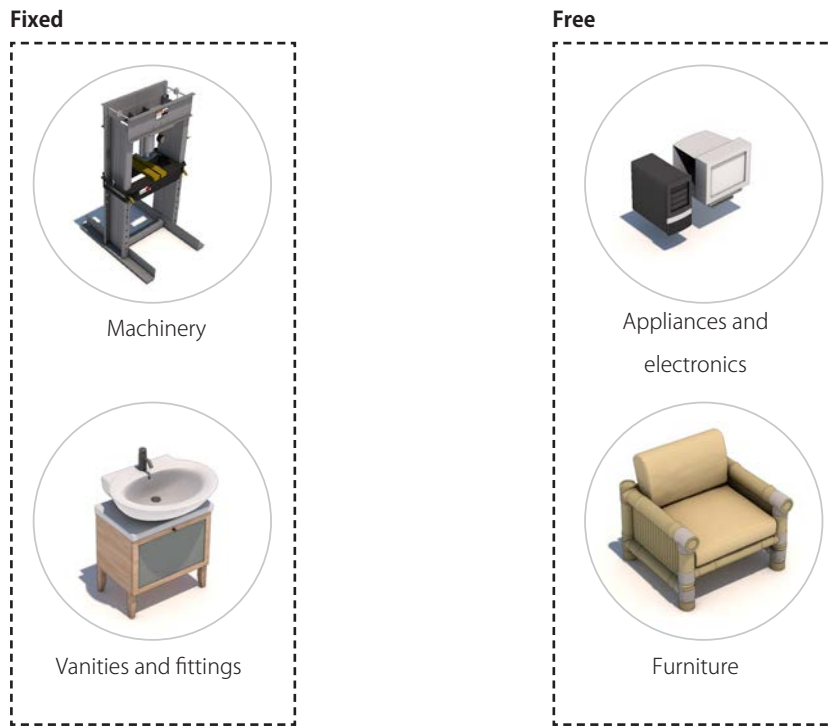 Fixed
Machinery
Vanities and fittings
Free
Appliances and
electronics
Furniture